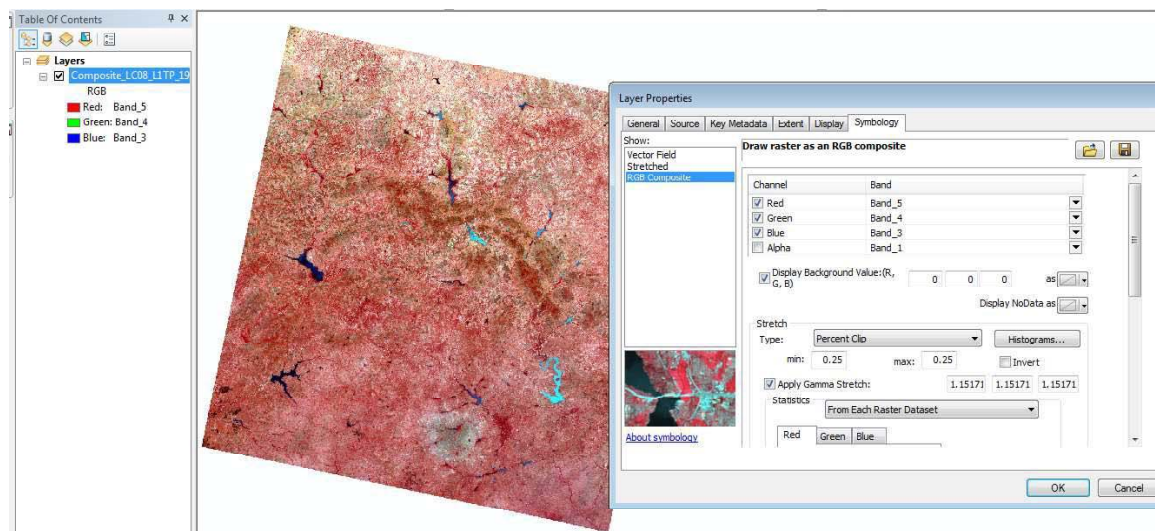 Table Of Contents
Layers
Composite_LC08_L1TP_19
RGB
Red: Band_5
Green: Band_4
Blue: Band_3
Layer Properties
General Source Key Metadata Extent Display Symbology
Show:
Vector Field
Stretched
RGB Composite
Draw raster as an RGB composite
Channel Band
Red Band_5
Green Band_4
Blue Band_3
Alpha Band_1
Display Background Value:(R, G, B) 0 0 0 as
Display NoData as
Stretch
Type: Percent Clip Histograms...
min: 0.25 max: 0.25 Invert
Apply Gamma Stretch: 1.15171 1.15171 1.15171
Statistics
From Each Raster Dataset
Red Green Blue
About symbology
OK Cancel